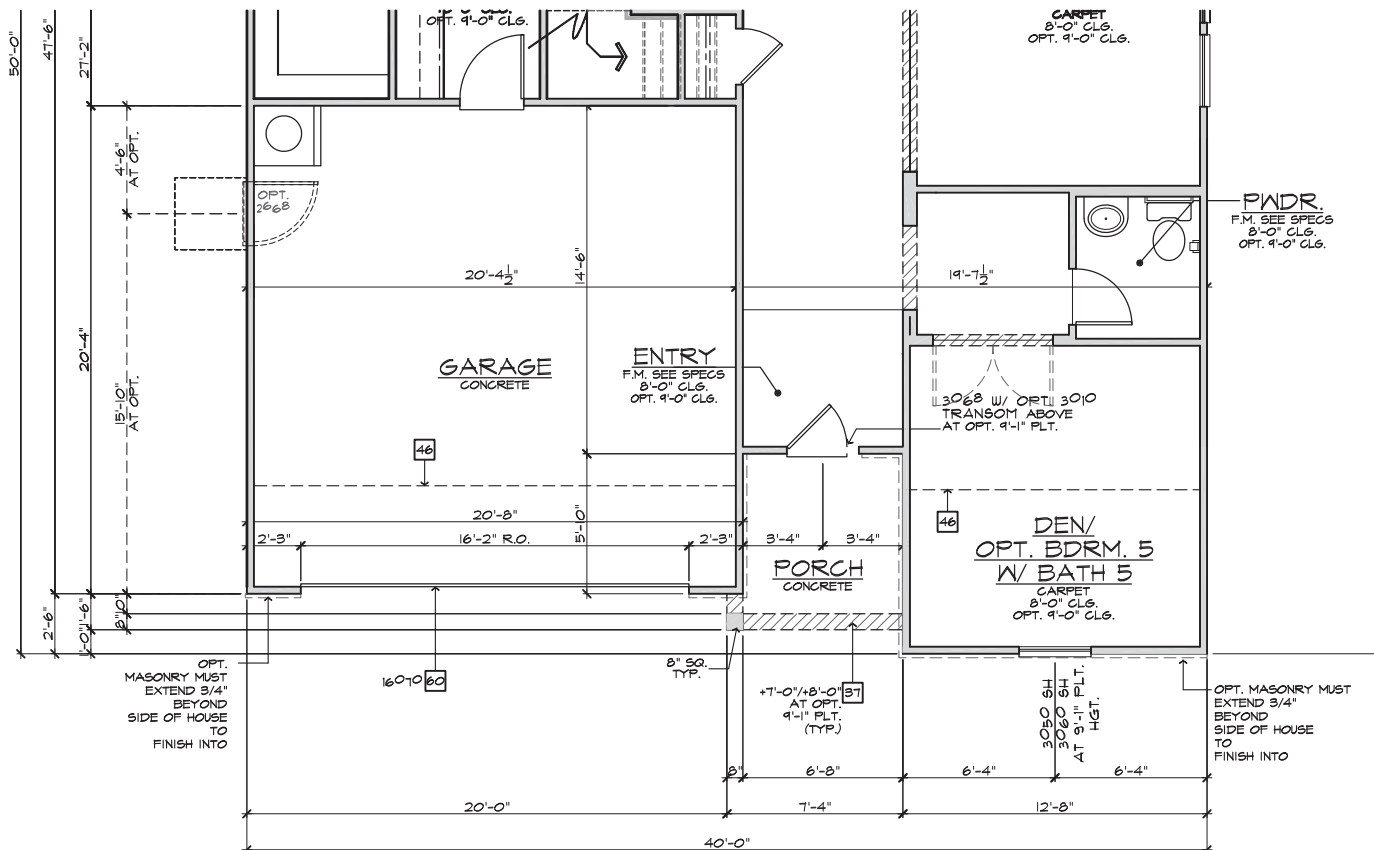 10'-0" CLG.
OPT. 9'-0" CLG.
CARPET
8'-0" CLG.
OPT. 9'-0" CLG.
50'-0"
47'-6"
27'-2"
4'-6"
AT OPT.
OPT.
2668
PWDR.
F.M. SEE SPECS
8'-0" CLG.
OPT. 9'-0" CLG.
20'-4 1/2"
14'-6"
19'-7 1/2"
20'-4"
15'-10"
AT OPT.
GARAGE
CONCRETE
ENTRY
F.M. SEE SPECS
8'-0" CLG.
OPT. 9'-0" CLG.
3068 W/ OPT. 3010
TRANSOM ABOVE
AT OPT. 9'-1" PLT.
46
46
20'-8"
5'-10"
2'-3"
16'-2" R.O.
2'-3"
3'-4"
3'-4"
PORCH
CONCRETE
DEN/
OPT. BDRM. 5
W/ BATH 5
CARPET
8'-0" CLG.
OPT. 9'-0" CLG.
2'-6"
1'-0"
1'-6"
8"
10"
OPT.
MASONRY MUST
EXTEND 3/4"
BEYOND
SIDE OF HOUSE
TO
FINISH INTO
16070
60
8" SQ.
TYP.
+7'-0"/+8'-0"
37
AT OPT.
9'-1" PLT.
(TYP.)
3050 SH
3060 SH
AT 9'-1" PLT.
HGT.
OPT. MASONRY MUST
EXTEND 3/4"
BEYOND
SIDE OF HOUSE
TO
FINISH INTO
8"
6'-8"
6'-4"
6'-4"
20'-0"
7'-4"
12'-8"
40'-0"